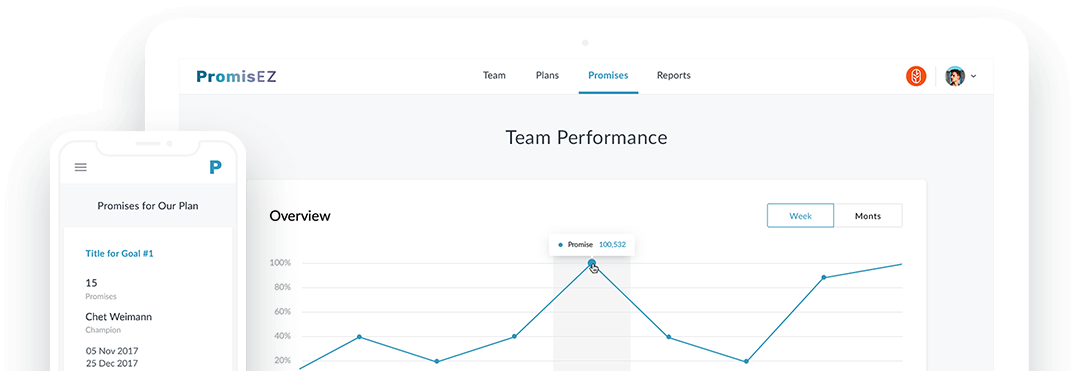 PromisEZ
Team Plans Promises Reports
Team Performance
Overview
Week Monts
Promise 100,532
100%
80%
60%
40%
20%
P
Promises for Our Plan
Title for Goal #1
15
Promises
Chet Weimann
Champion
05 Nov 2017
25 Dec 2017